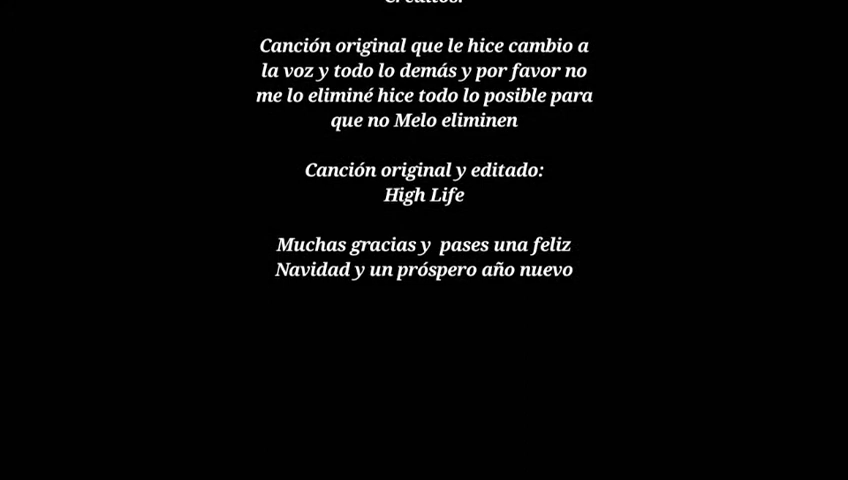 Créditos:
Canción original que le hice cambio a
la voz y todo lo demás y por favor no
me lo eliminé hice todo lo posible para
que no Melo eliminen
Canción original y editado:
High Life
Muchas gracias y  pases una feliz
Navidad y un próspero año nuevo